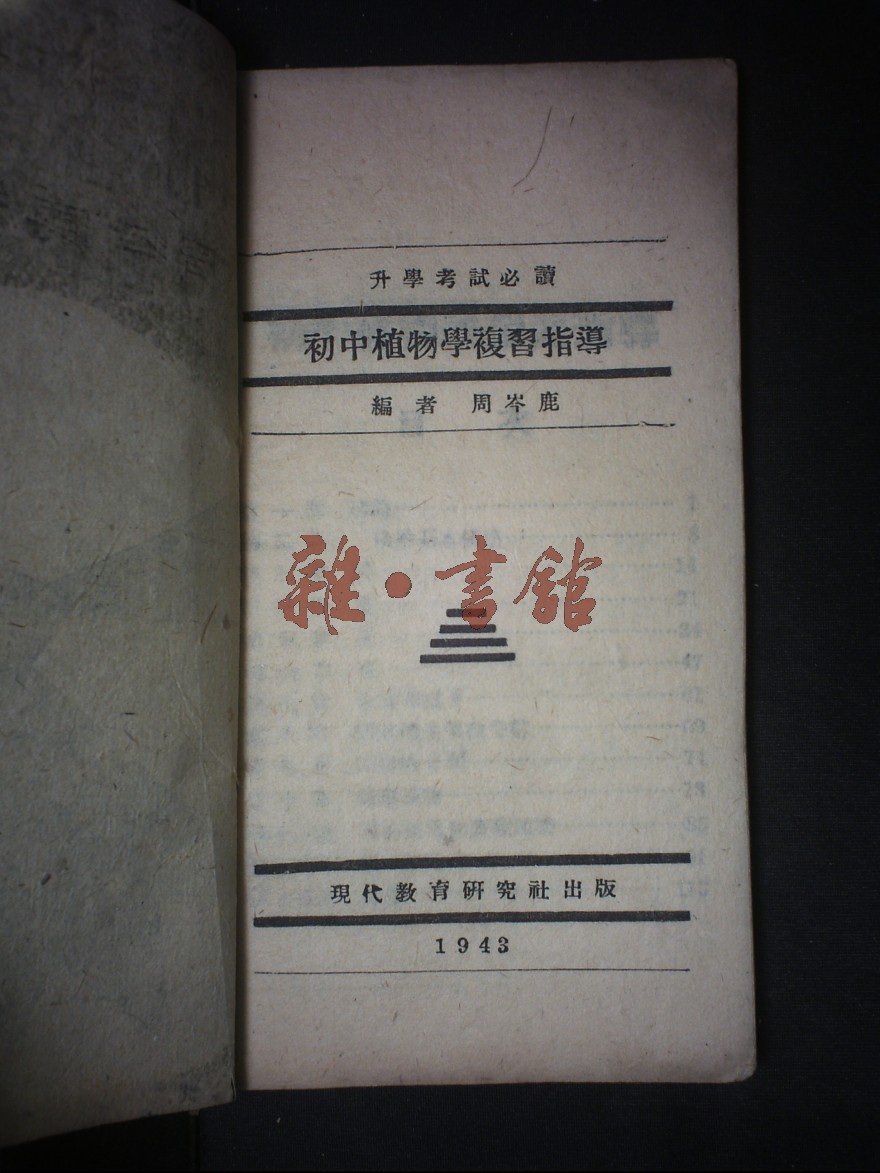 升學考試必讀
初中植物學複習指導
編者 周岑鹿
雜·書館
現代教育研究社出版
1943